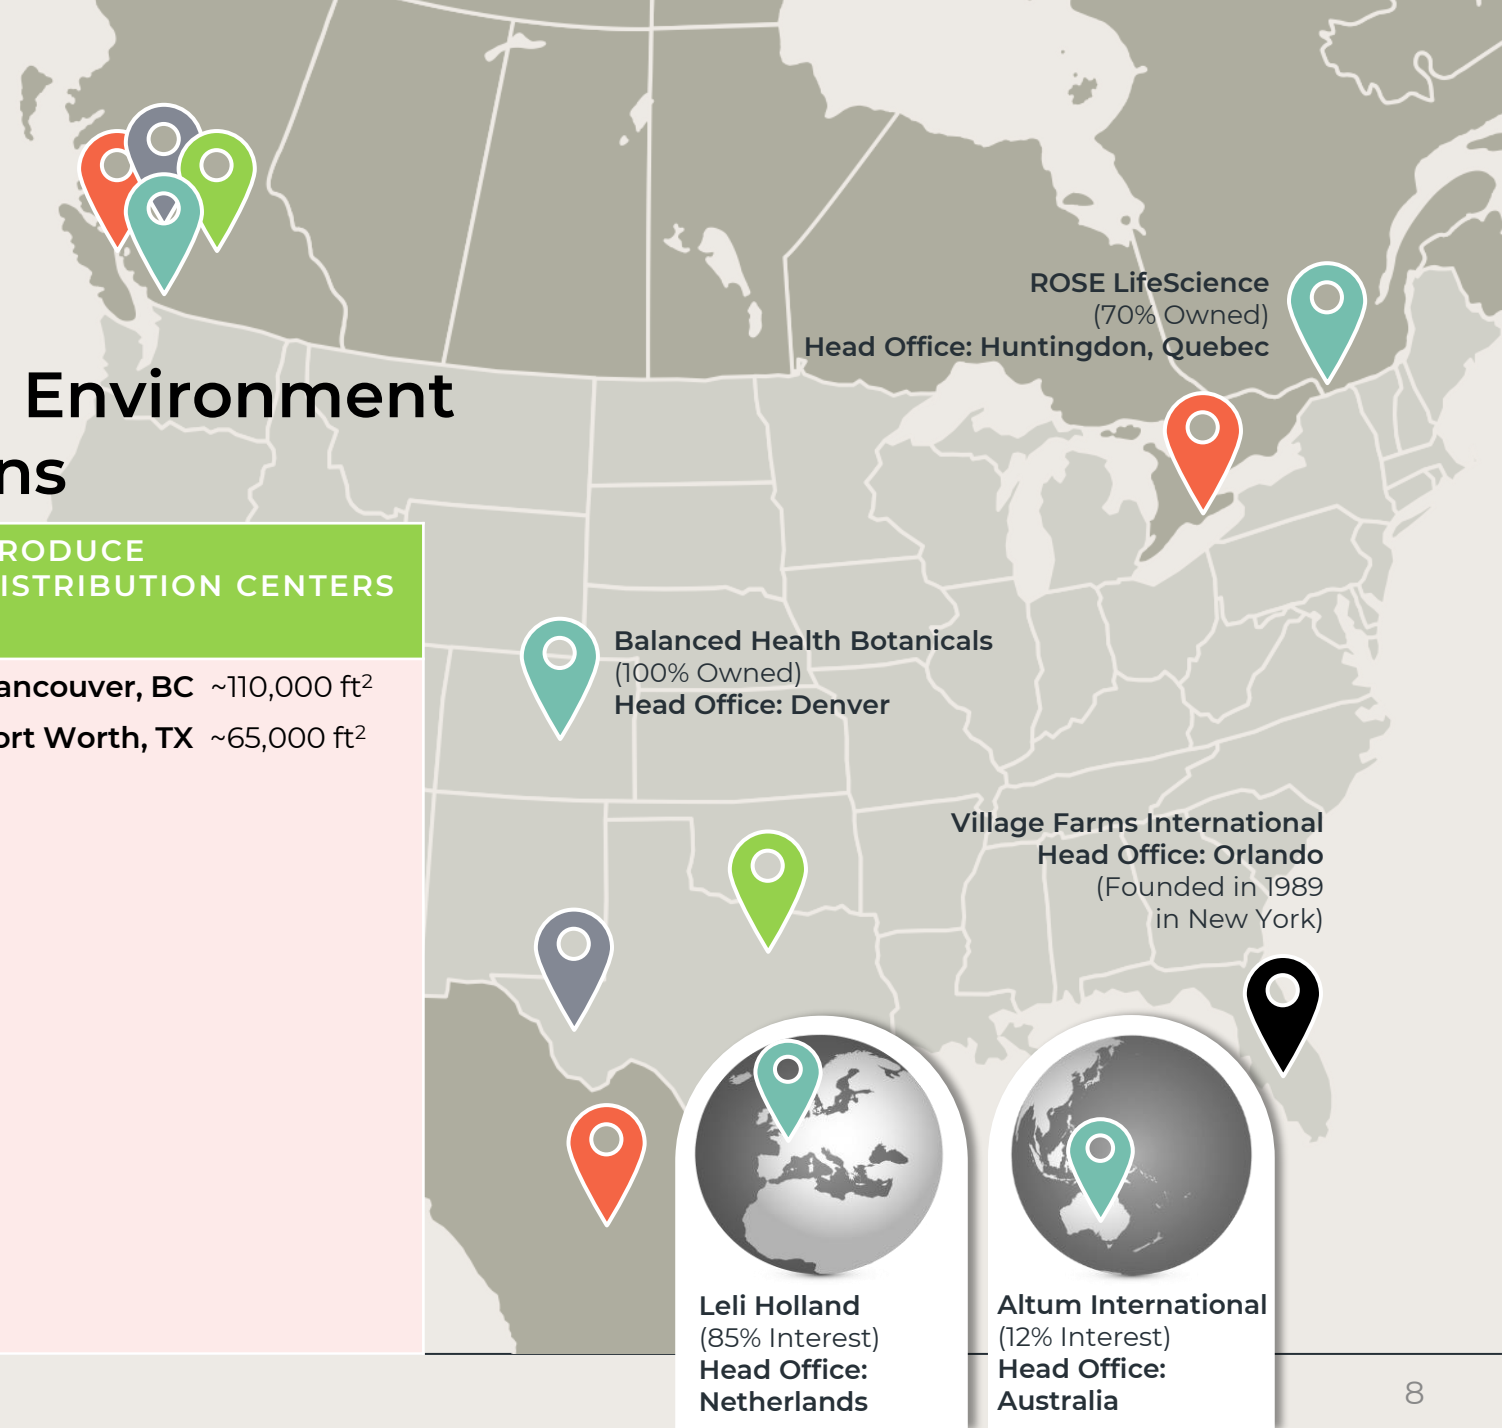 ROSE LifeScience
(70% Owned)
Head Office: Huntingdon, Quebec
Environment
ns
RODUCE
ISTRIBUTION CENTERS
ancouver, BC ~110,000 ft²
ort Worth, TX ~65,000 ft²
Balanced Health Botanicals
(100% Owned)
Head Office: Denver
Village Farms International
Head Office: Orlando
(Founded in 1989
in New York)
Leli Holland
(85% Interest)
Head Office:
Netherlands
Altum International
(12% Interest)
Head Office:
Australia
8